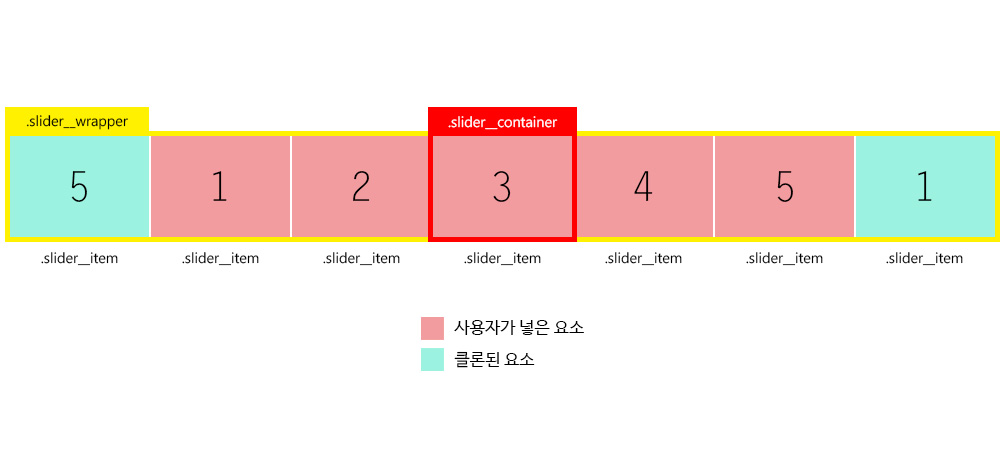 .slider__wrapper
.slider__container
5 1 2 3 4 5 1
.slider__item .slider__item .slider__item .slider__item .slider__item .slider__item .slider__item
사용자가 넣은 요소
클론된 요소